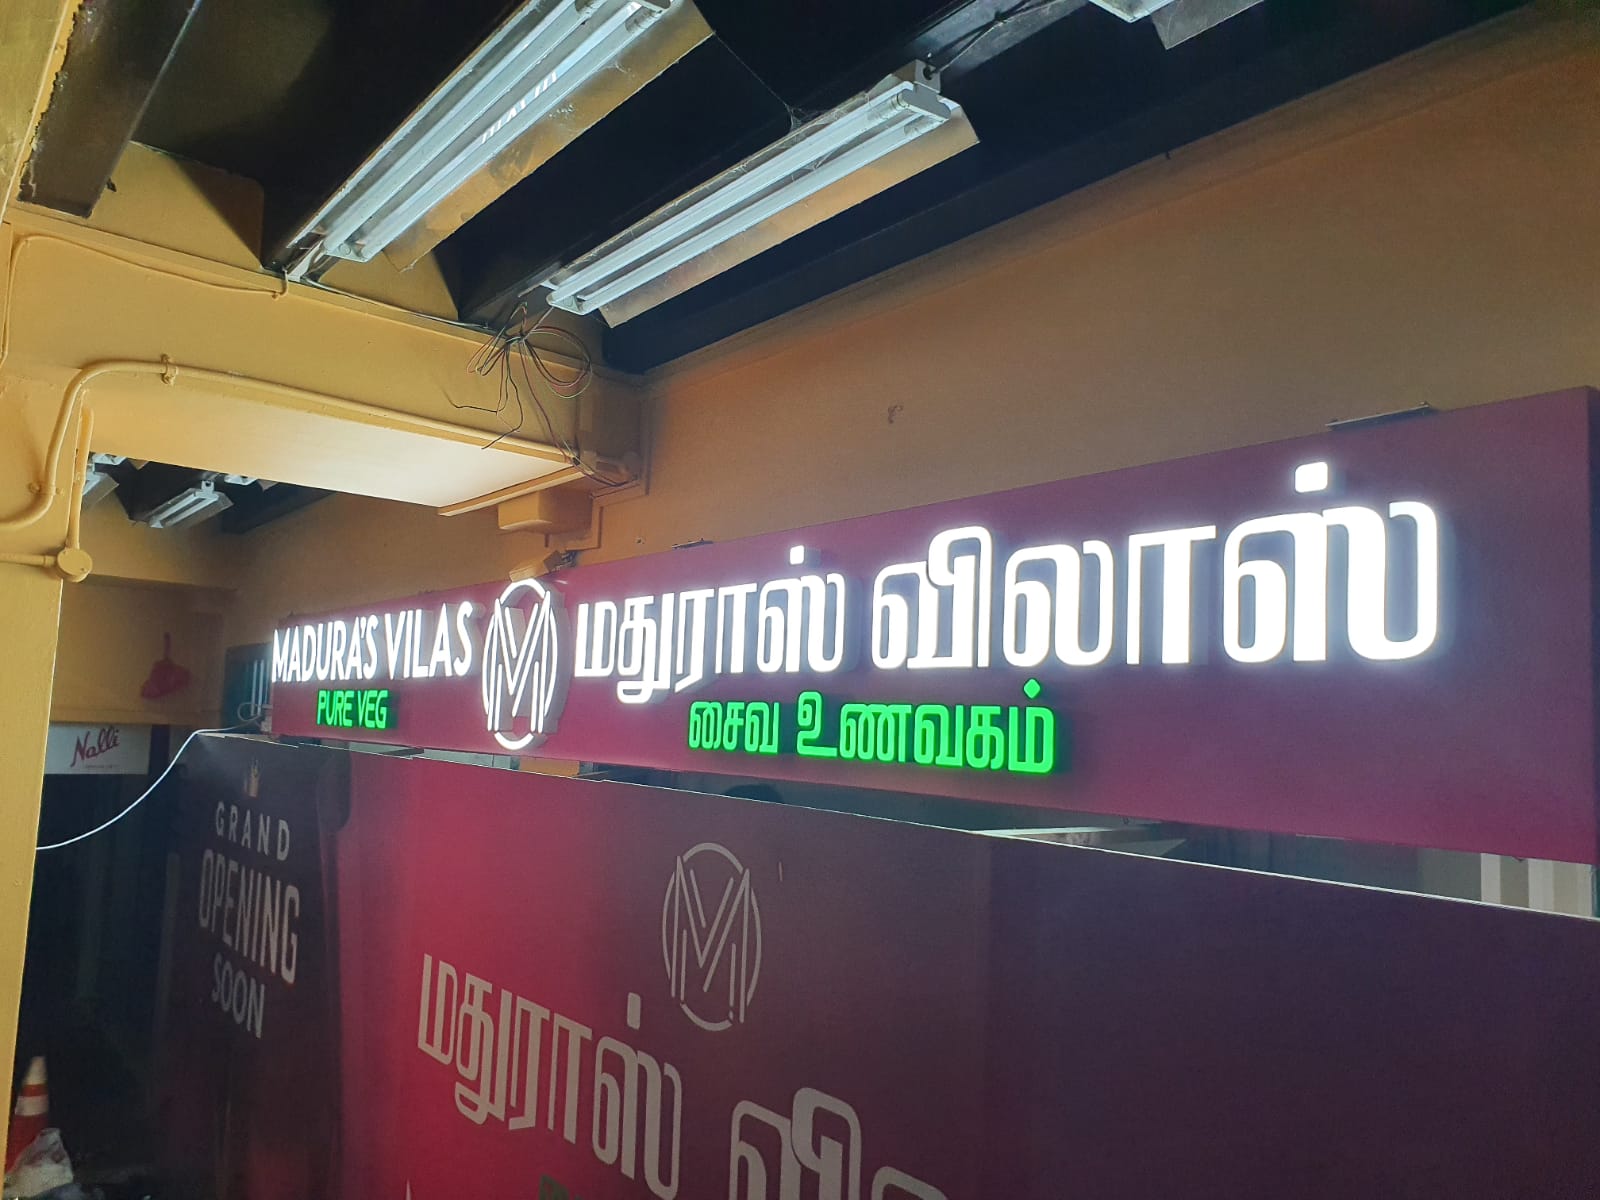 MADURA'S VILAS
PURE VEG
மதுராஸ் விலாஸ்
சைவ உணவகம்
Nalli
GRAND
OPENING
SOON
மதுராஸ்